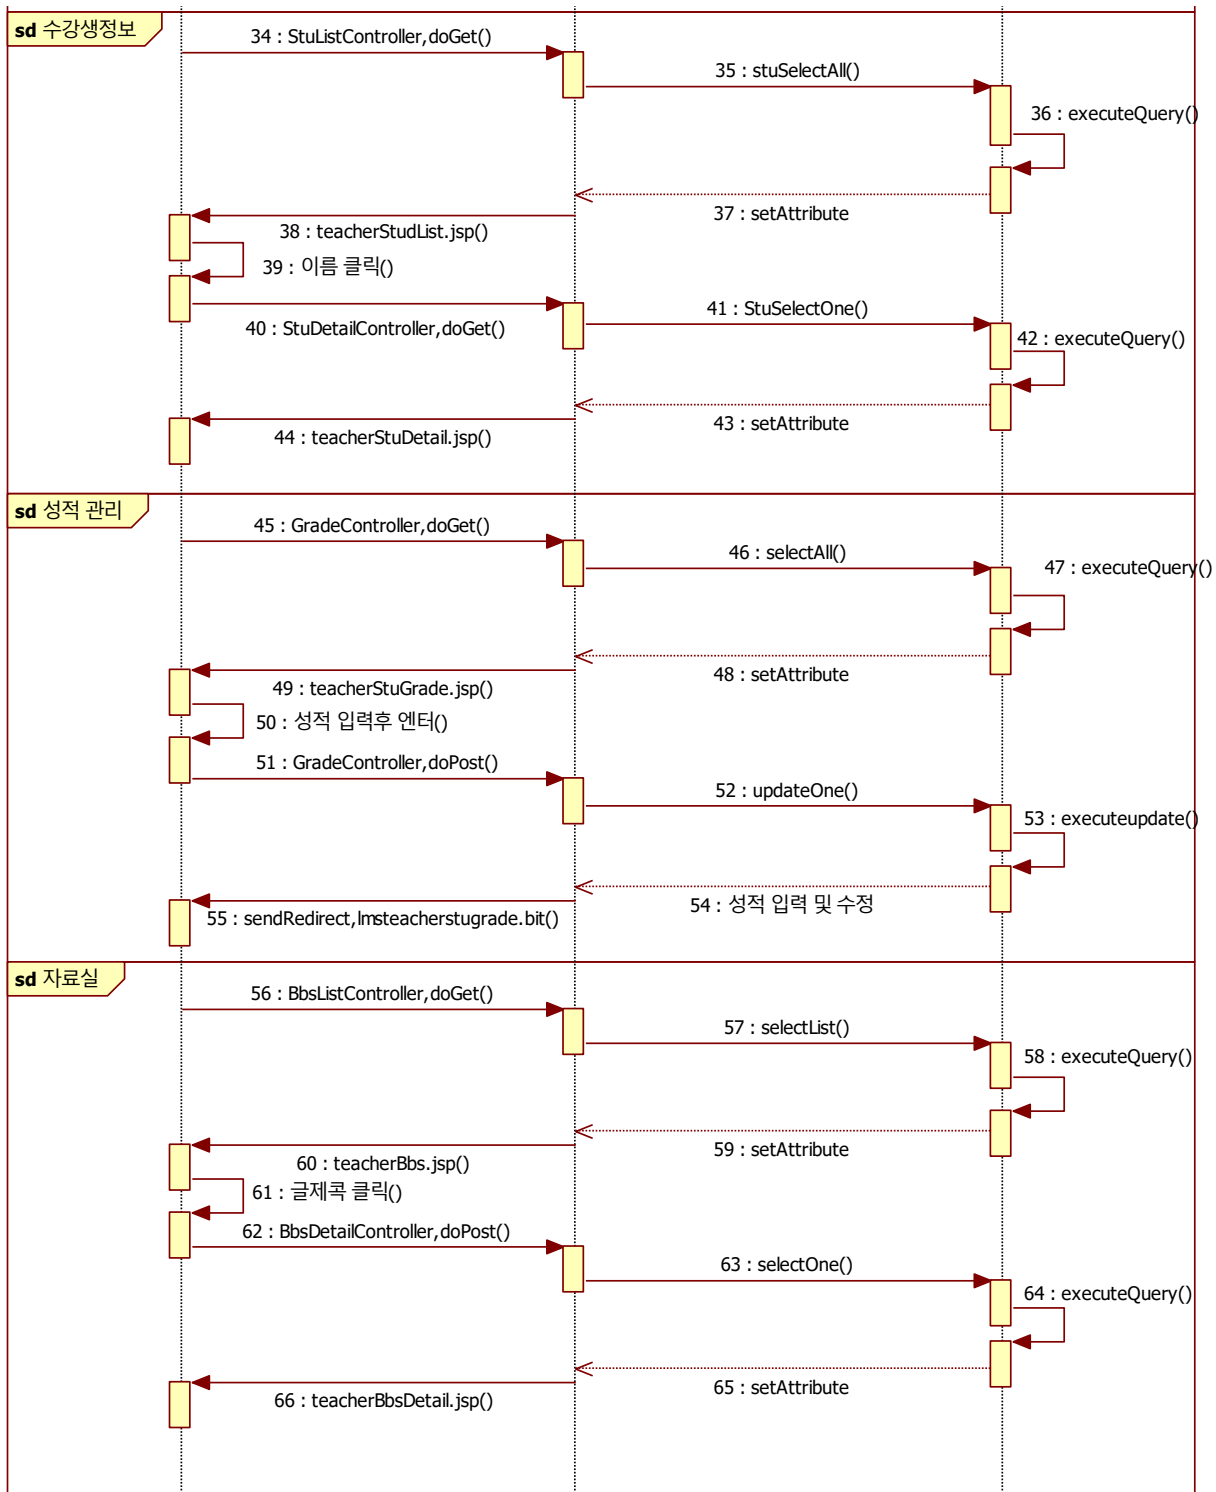 sd 수강생정보
34 : StuListController,doGet()
35 : stuSelectAll()
36 : executeQuery()
37 : setAttribute
38 : teacherStudList.jsp()
39 : 이름 클릭()
40 : StuDetailController,doGet()
41 : StuSelectOne()
42 : executeQuery()
43 : setAttribute
44 : teacherStuDetail.jsp()
sd 성적 관리
45 : GradeController,doGet()
46 : selectAll()
47 : executeQuery()
48 : setAttribute
49 : teacherStuGrade.jsp()
50 : 성적 입력후 엔터()
51 : GradeController,doPost()
52 : updateOne()
53 : executeupdate()
54 : 성적 입력 및 수정
55 : sendRedirect,lmsteacherstugrade.bit()
sd 자료실
56 : BbsListController,doGet()
57 : selectList()
58 : executeQuery()
59 : setAttribute
60 : teacherBbs.jsp()
61 : 글제콕 클릭()
62 : BbsDetailController,doPost()
63 : selectOne()
64 : executeQuery()
65 : setAttribute
66 : teacherBbsDetail.jsp()